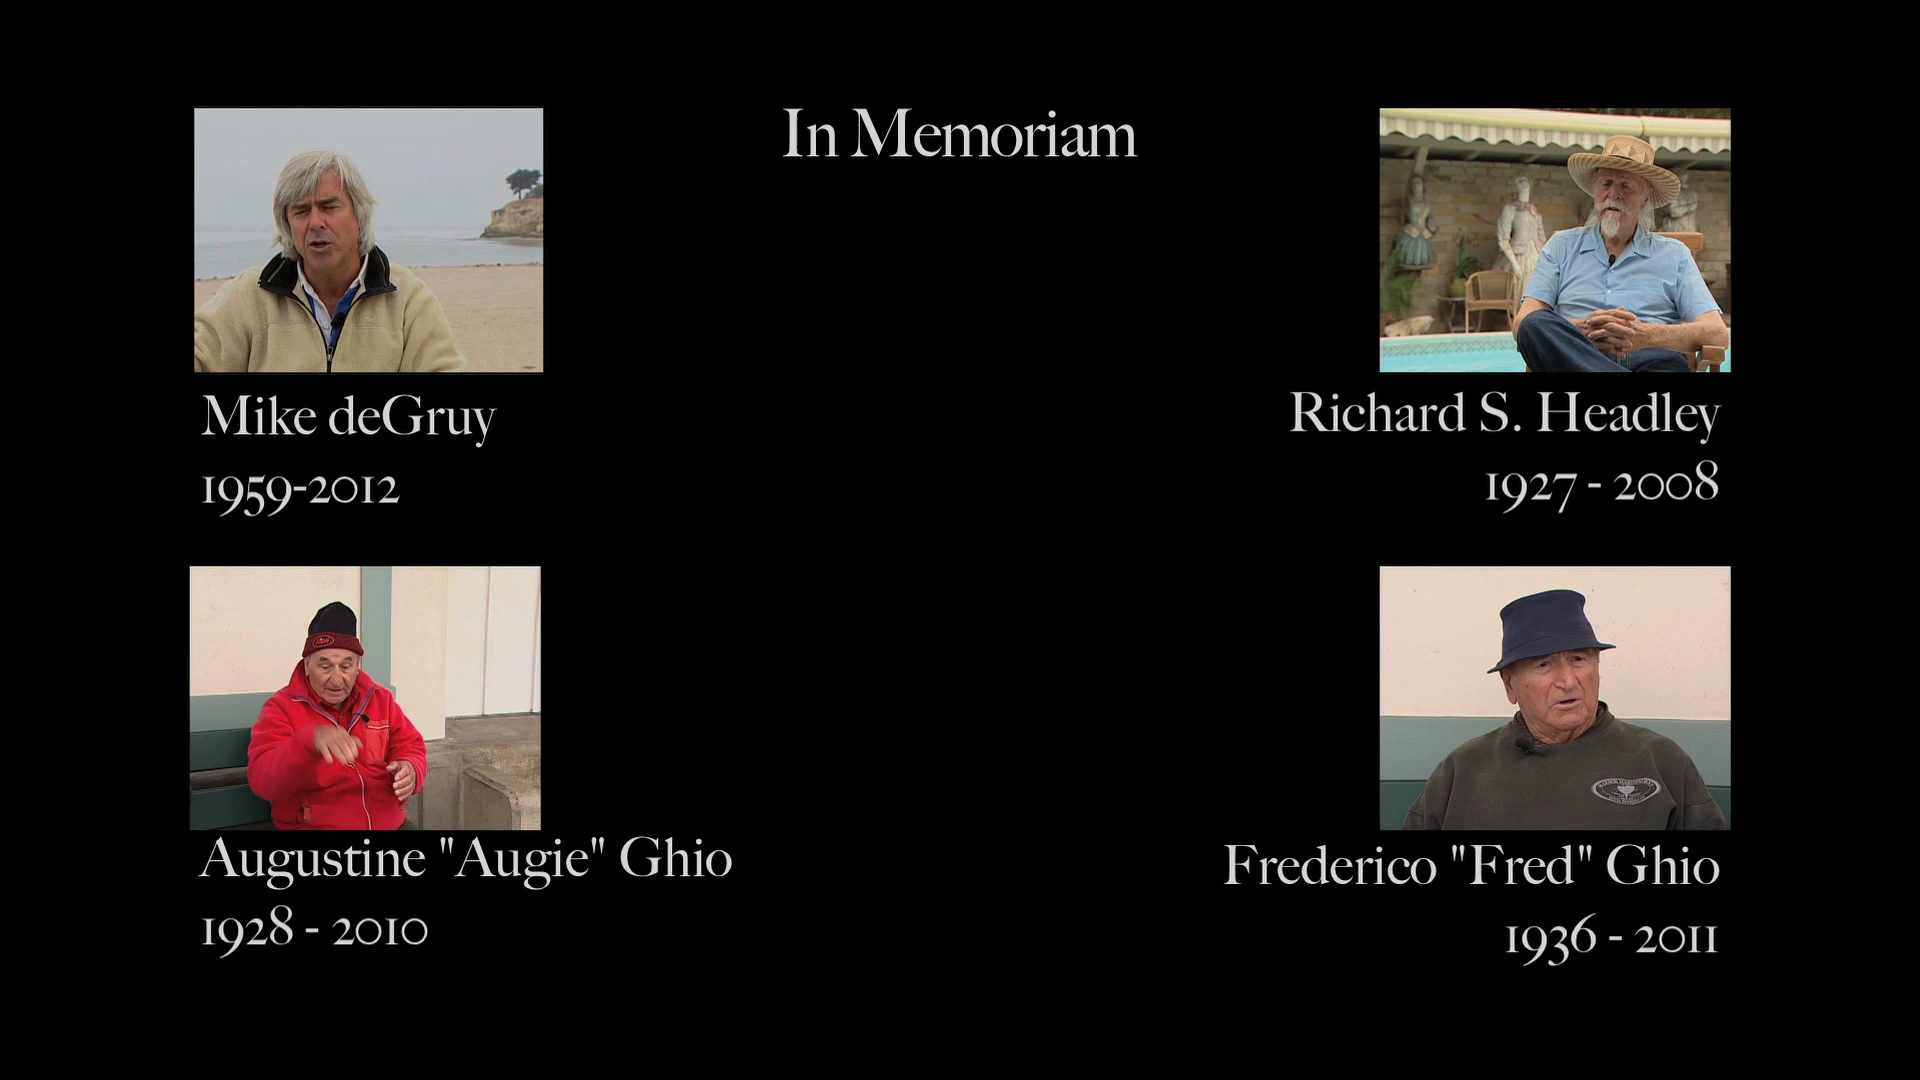 In Memoriam
Mike deGruy
1959-2012
Richard S. Headley
1927 - 2008
Augustine "Augie" Ghio
1928 - 2010
Frederico "Fred" Ghio
1936 - 2011